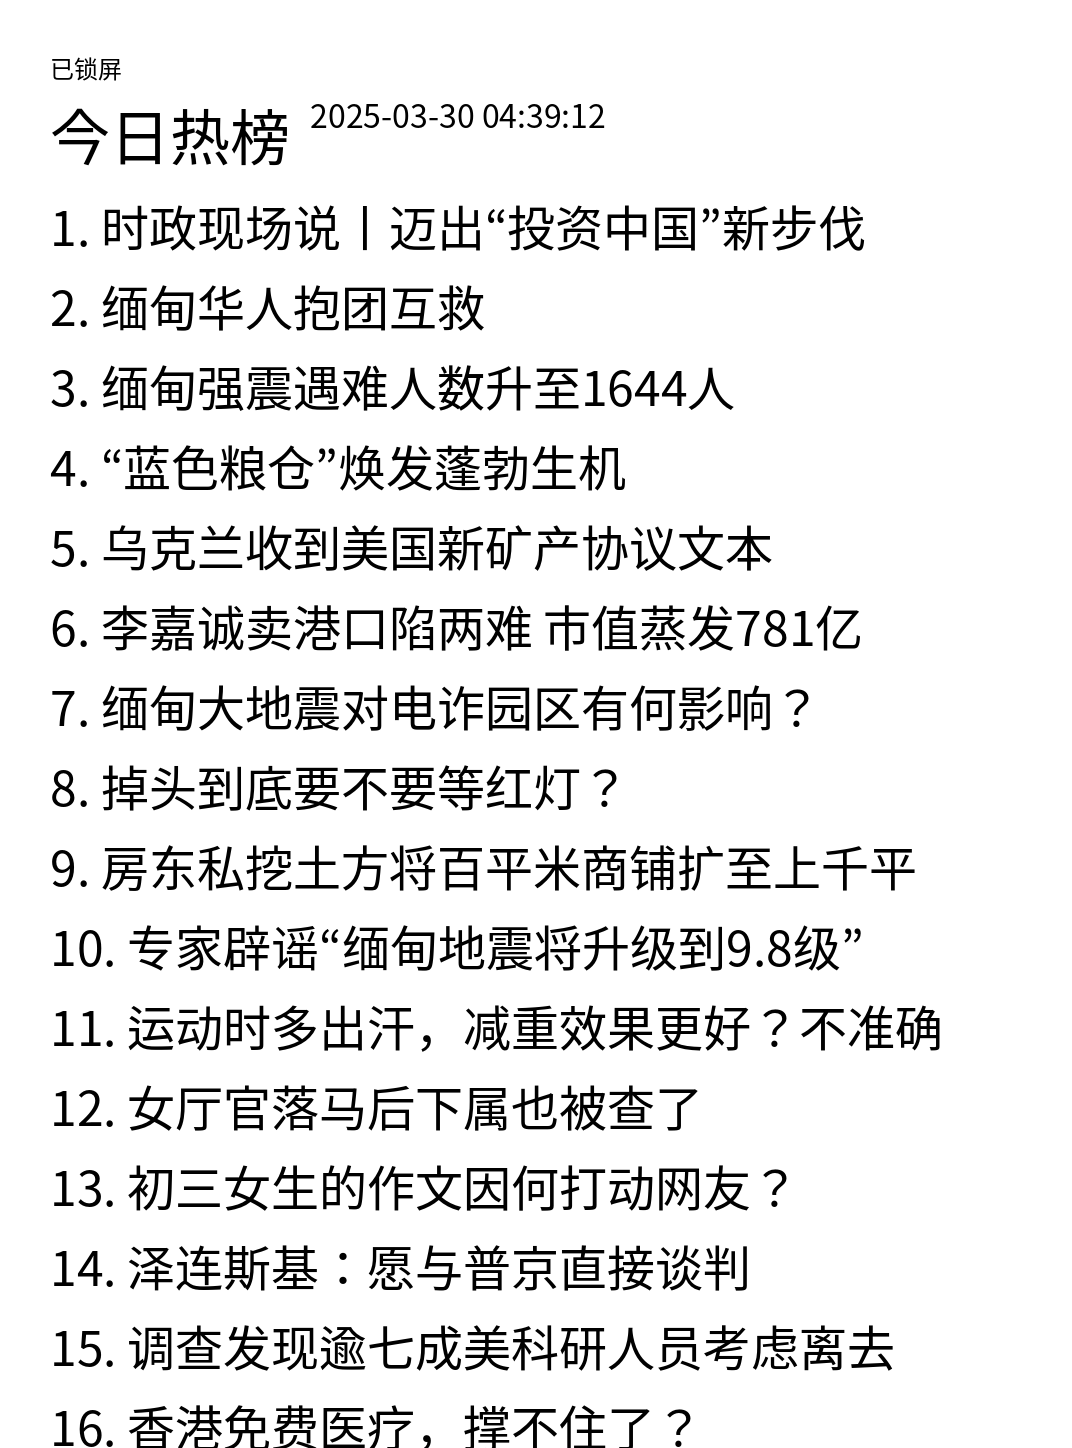 已锁屏
今日热榜 2025-03-30 04:39:12
1. 时政现场说丨迈出“投资中国”新步伐
2. 缅甸华人抱团互救
3. 缅甸强震遇难人数升至1644人
4. “蓝色粮仓”焕发蓬勃生机
5. 乌克兰收到美国新矿产协议文本
6. 李嘉诚卖港口陷两难 市值蒸发781亿
7. 缅甸大地震对电诈园区有何影响？
8. 掉头到底要不要等红灯？
9. 房东私挖土方将百平米商铺扩至上千平
10. 专家辟谣“缅甸地震将升级到9.8级”
11. 运动时多出汗，减重效果更好？不准确
12. 女厅官落马后下属也被查了
13. 初三女生的作文因何打动网友？
14. 泽连斯基：愿与普京直接谈判
15. 调查发现逾七成美科研人员考虑离去
16. 香港免费医疗，撑不住了？